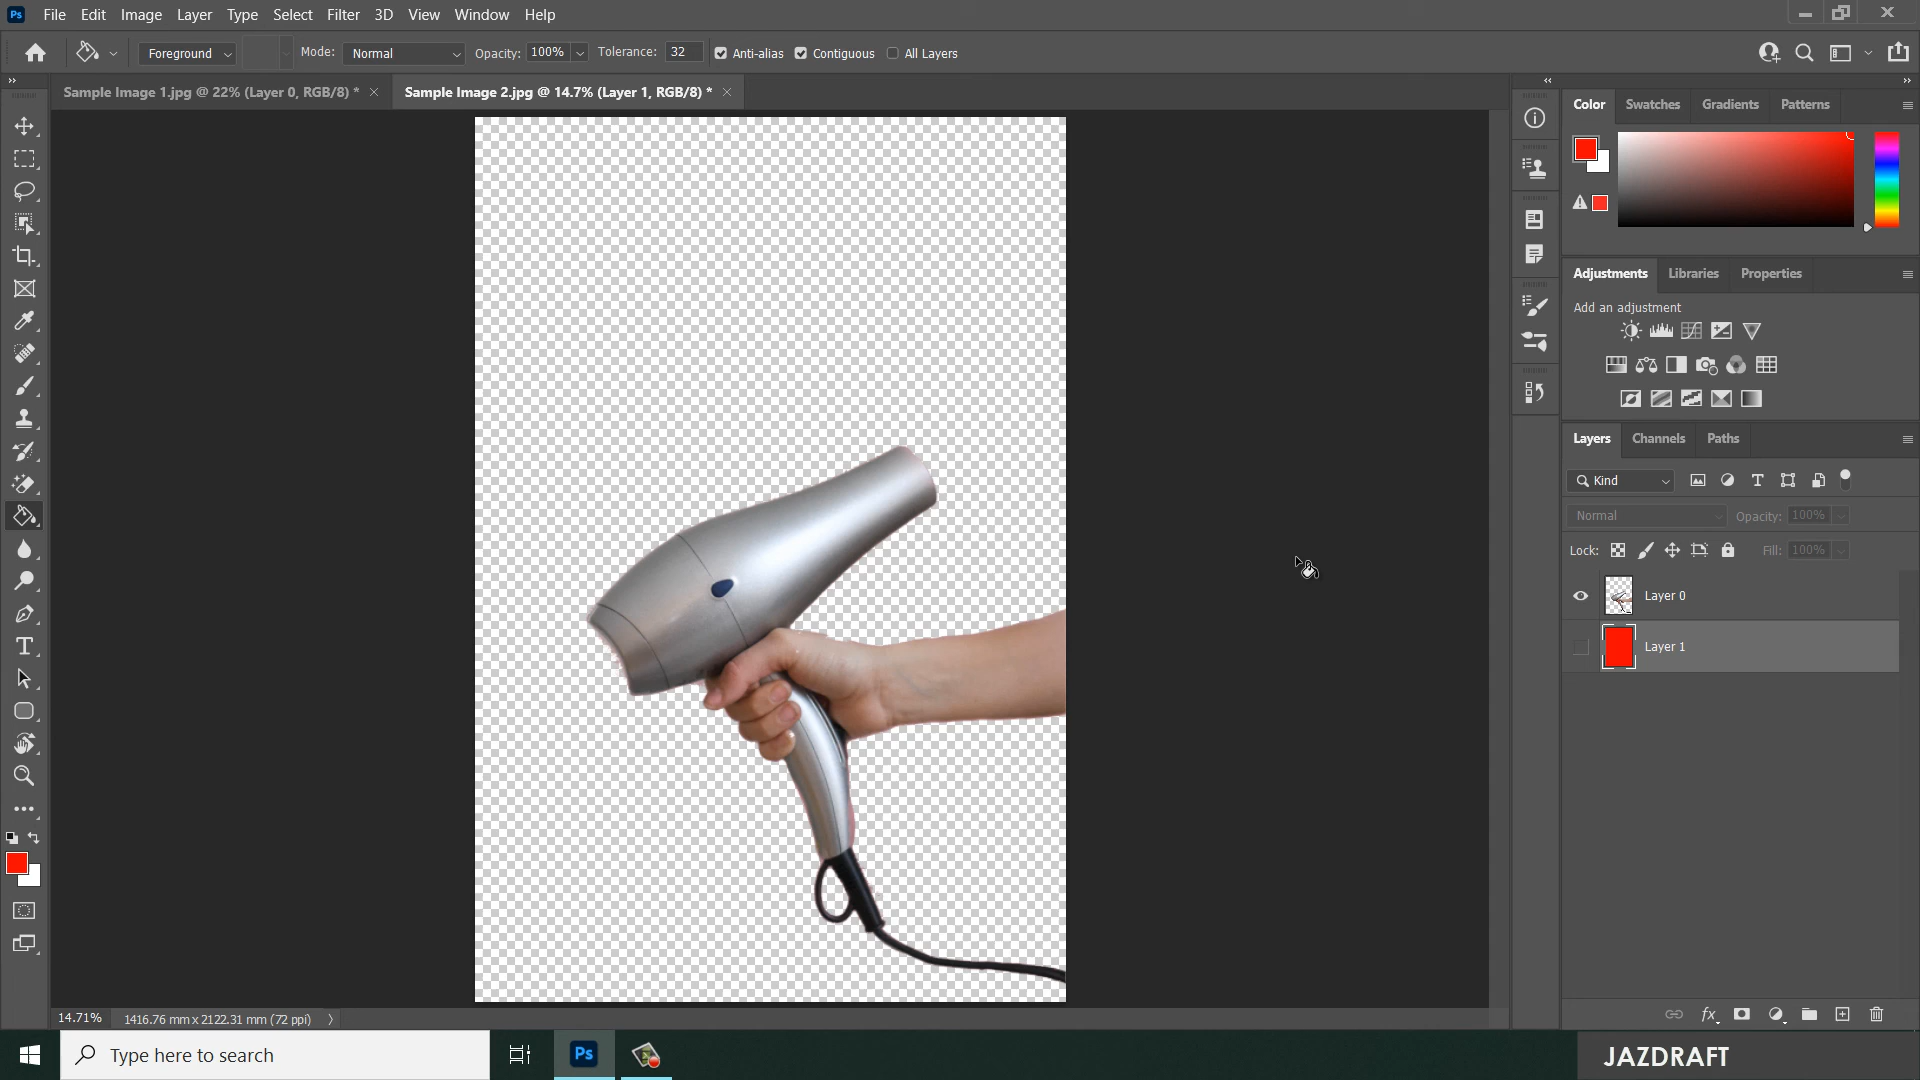 Ps File Edit Image Layer Type Select Filter 3D View Window Help
Foreground Mode: Normal Opacity: 100% Tolerance: 32 Anti-alias Contiguous All Layers
Sample Image 1.jpg @ 22% (Layer 0, RGB/8) * Sample Image 2.jpg @ 14.7% (Layer 1, RGB/8) *
Color Swatches Gradients Patterns
Adjustments Libraries Properties
Add an adjustment
Layers Channels Paths
Kind
Normal Opacity: 100%
Lock: Fill: 100%
Layer 0
Layer 1
fx
14.71% 1416.76 mm x 2122.31 mm (72 ppi)
Type here to search
Ps
JAZDRAFT